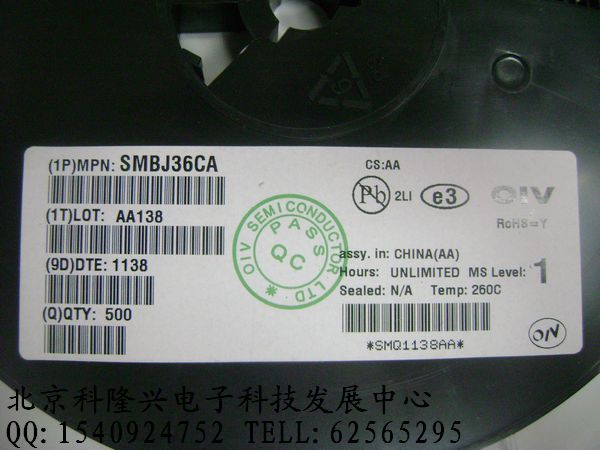 (1P)MPN: SMBJ36CA
(1T)LOT: AA138
(9D)DTE: 1138
(Q)QTY: 500
OIV SEMICONDUCTOR LTD.
PASS
QC
CS:AA
Pb 2LI e3 OIV
RoHS=Y
assy. in: CHINA(AA)
Hours: UNLIMITED MS Level: 1
Sealed: N/A Temp: 260C
*SMQ1138AA*
OIV
北京科隆兴电子科技发展中心
QQ: 1540924752 TELL: 62565295